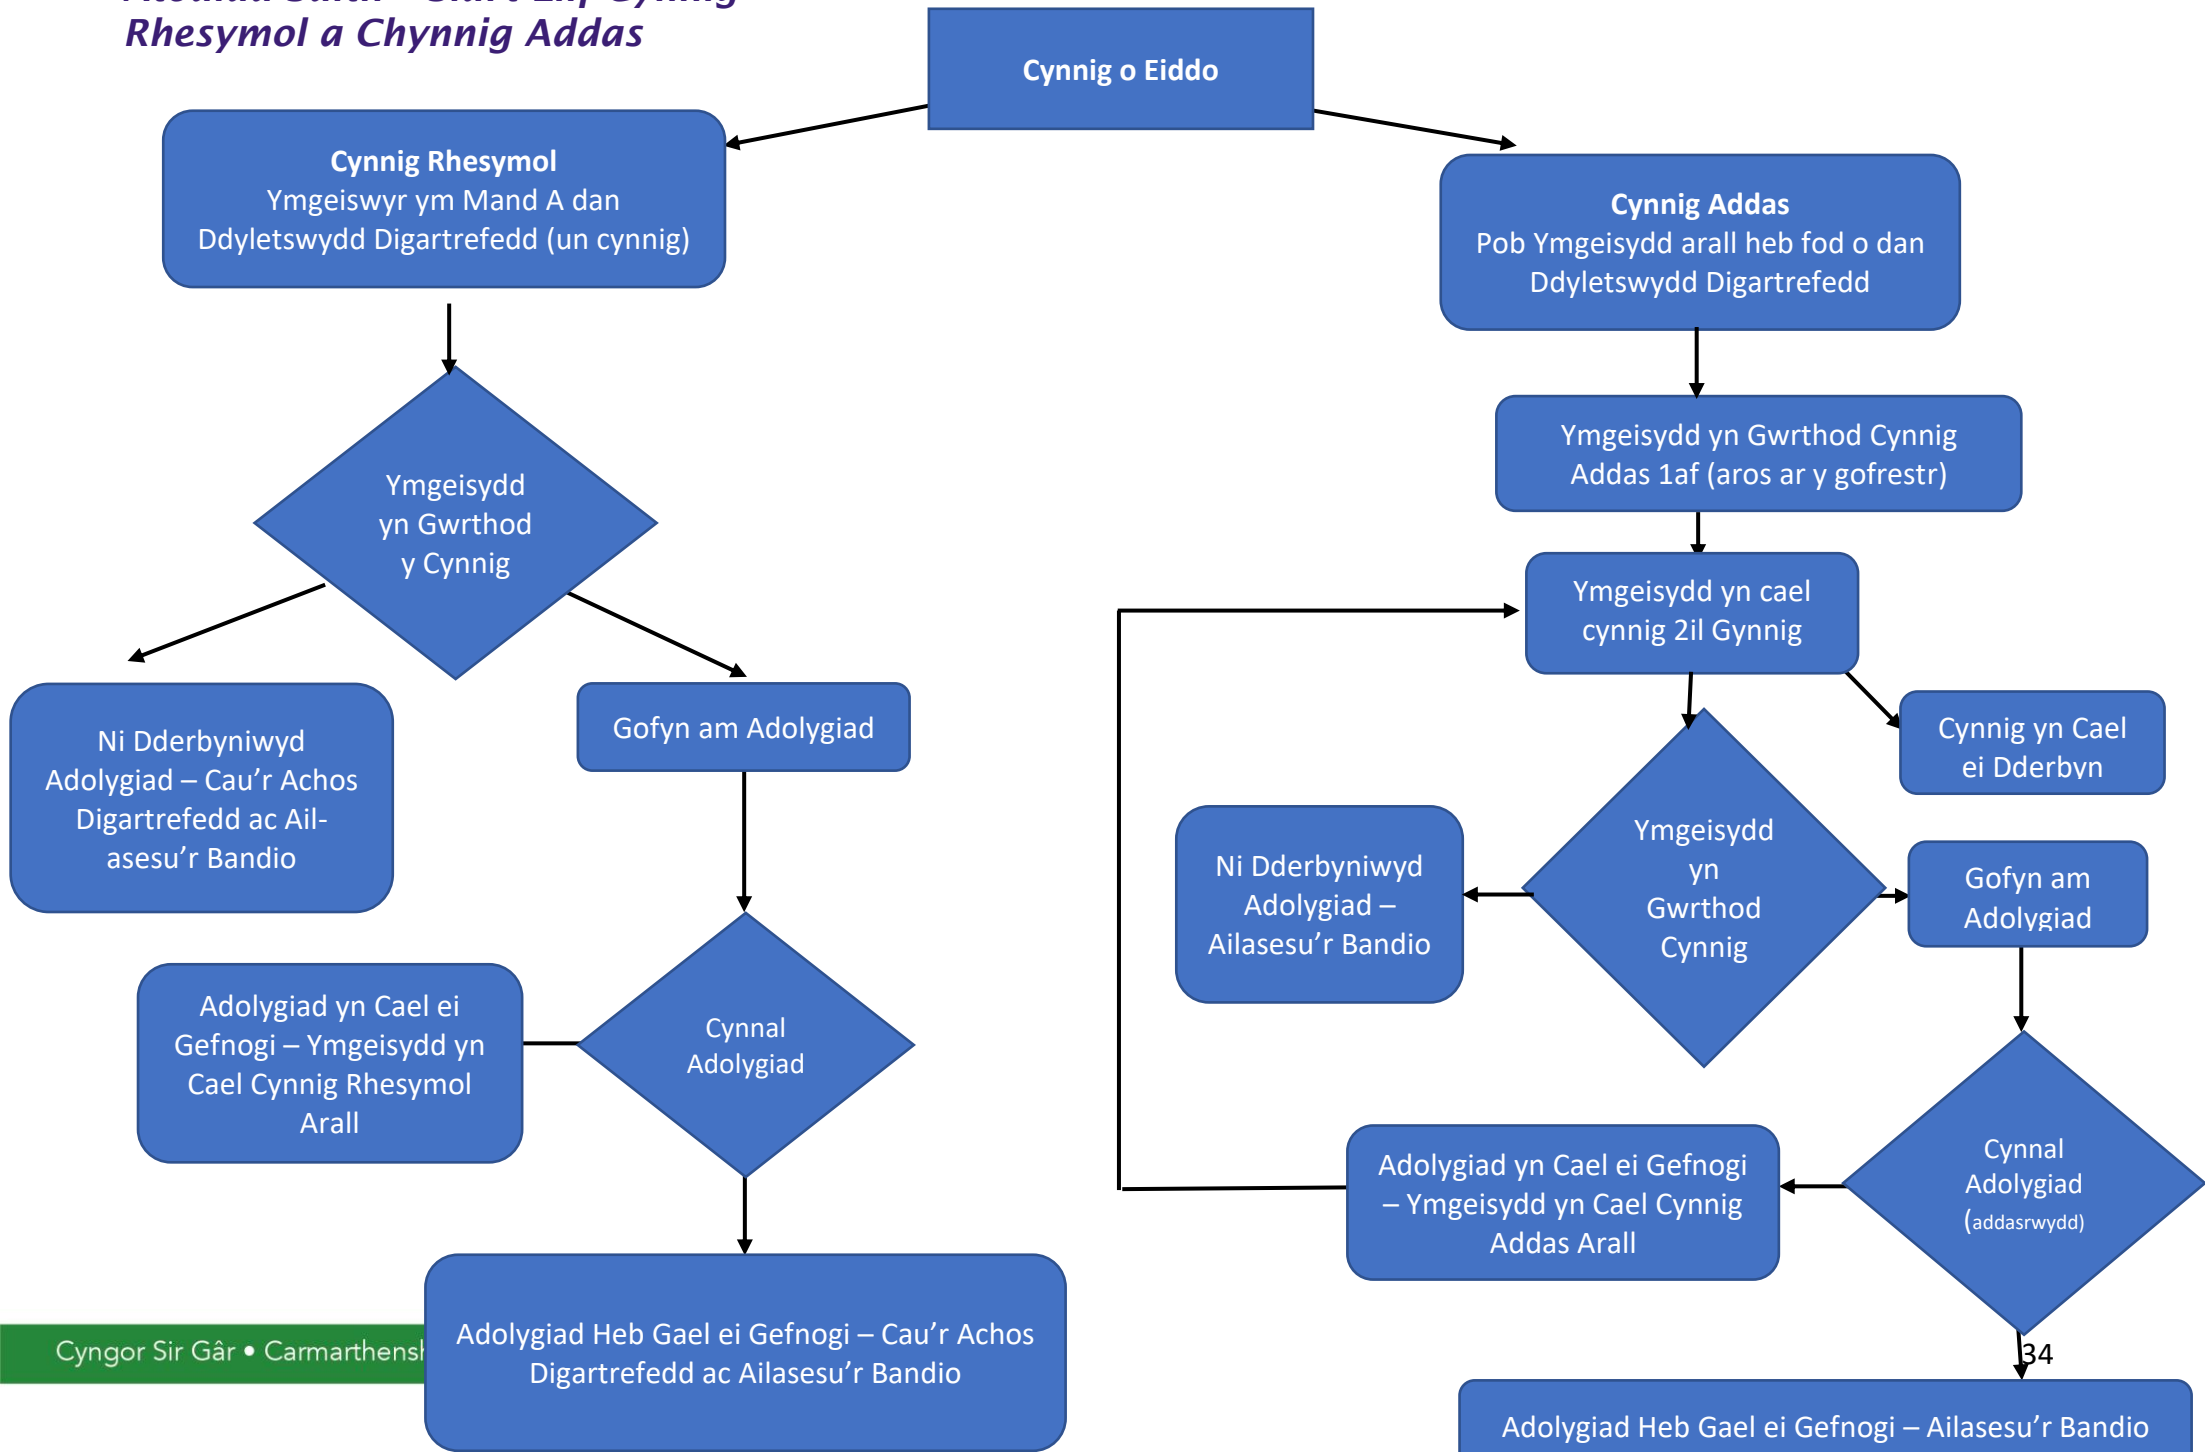 Rhesymol a Chynnig Addas
Cynnig o Eiddo
Cynnig Rhesymol
Ymgeiswyr ym Mand A dan
Ddyletswydd Digartrefedd (un cynnig)
Cynnig Addas
Pob Ymgeisydd arall heb fod o dan
Ddyletswydd Digartrefedd
Ymgeisydd yn Gwrthod Cynnig
Addas 1af (aros ar y gofrestr)
Ymgeisydd
yn Gwrthod
y Cynnig
Ymgeisydd yn cael
cynnig 2il Gynnig
Ni Dderbyniwyd
Adolygiad – Cau'r Achos
Digartrefedd ac Ail-
asesu'r Bandio
Gofyn am Adolygiad
Cynnig yn Cael
ei Dderbyn
Ni Dderbyniwyd
Adolygiad –
Ailasesu'r Bandio
Ymgeisydd
yn
Gwrthod
Cynnig
Gofyn am
Adolygiad
Adolygiad yn Cael ei
Gefnogi – Ymgeisydd yn
Cael Cynnig Rhesymol
Arall
Cynnal
Adolygiad
Adolygiad yn Cael ei Gefnogi
– Ymgeisydd yn Cael Cynnig
Addas Arall
Cynnal
Adolygiad
(addasrwydd)
Adolygiad Heb Gael ei Gefnogi – Cau'r Achos
Digartrefedd ac Ailasesu'r Bandio
Cyngor Sir Gâr •
34
Adolygiad Heb Gael ei Gefnogi – Ailasesu'r Bandio